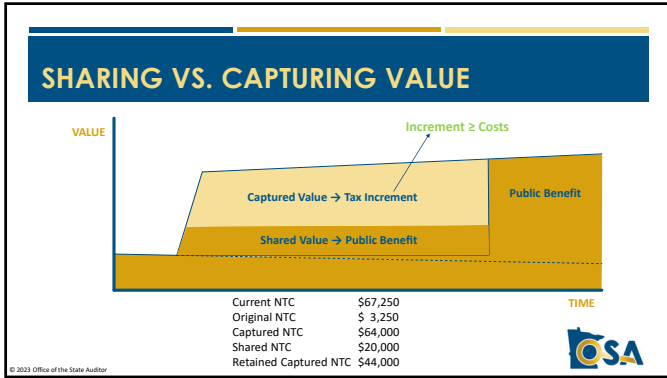 SHARING VS. CAPTURING VALUE
VALUE
Increment ≥ Costs
Captured Value → Tax Increment
Public Benefit
Shared Value → Public Benefit
Current NTC $67,250
TIME
Original NTC $ 3,250
Captured NTC $64,000
Shared NTC $20,000
Retained Captured NTC $44,000
OSA
© 2023 Office of the State Auditor